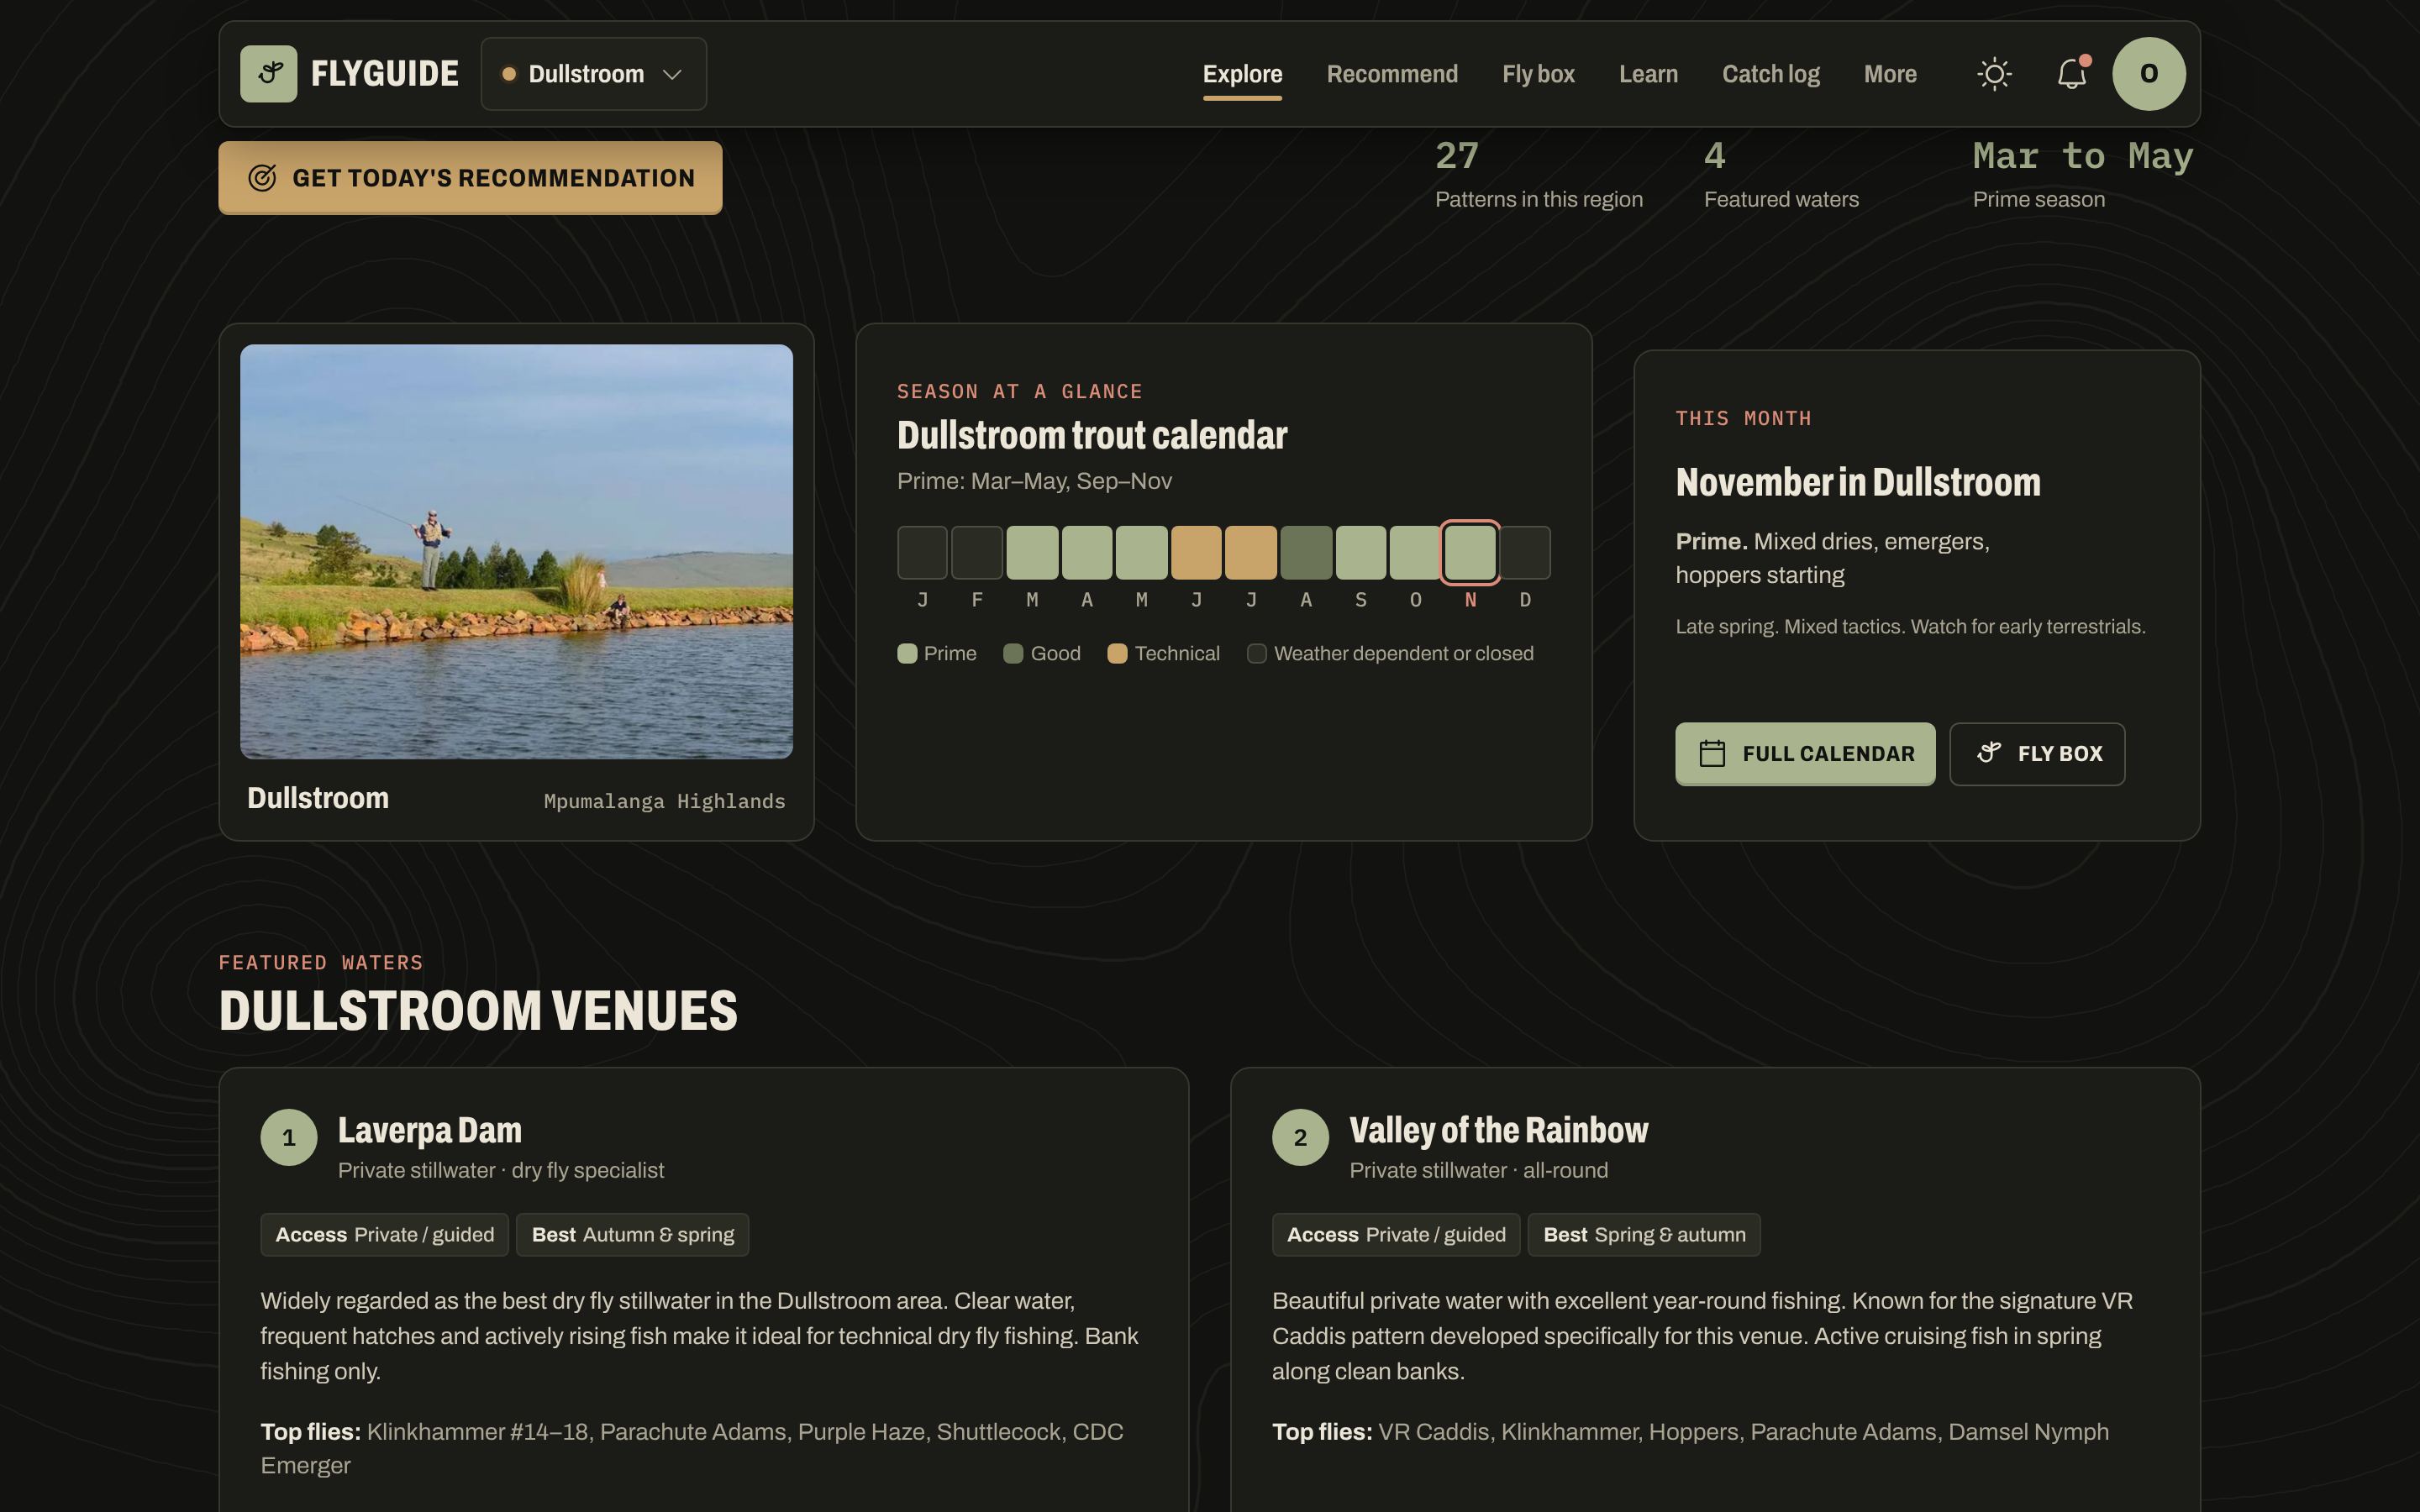 FLYGUIDE
Dullstroom
Explore
Recommend
Fly box
Learn
Catch log
More
O
GET TODAY'S RECOMMENDATION
27
Patterns in this region
4
Featured waters
Mar to May
Prime season
Dullstroom
Mpumalanga Highlands
SEASON AT A GLANCE
Dullstroom trout calendar
Prime: Mar–May, Sep–Nov
J F M A M J J A S O N D
Prime Good Technical Weather dependent or closed
THIS MONTH
November in Dullstroom
Prime. Mixed dries, emergers,
hoppers starting
Late spring. Mixed tactics. Watch for early terrestrials.
FULL CALENDAR
FLY BOX
FEATURED WATERS
DULLSTROOM VENUES
1
Laverpa Dam
Private stillwater · dry fly specialist
Access Private / guided
Best Autumn & spring
Widely regarded as the best dry fly stillwater in the Dullstroom area. Clear water,
frequent hatches and actively rising fish make it ideal for technical dry fly fishing. Bank
fishing only.
Top flies: Klinkhammer #14–18, Parachute Adams, Purple Haze, Shuttlecock, CDC
Emerger
2
Valley of the Rainbow
Private stillwater · all-round
Access Private / guided
Best Spring & autumn
Beautiful private water with excellent year-round fishing. Known for the signature VR
Caddis pattern developed specifically for this venue. Active cruising fish in spring
along clean banks.
Top flies: VR Caddis, Klinkhammer, Hoppers, Parachute Adams, Damsel Nymph